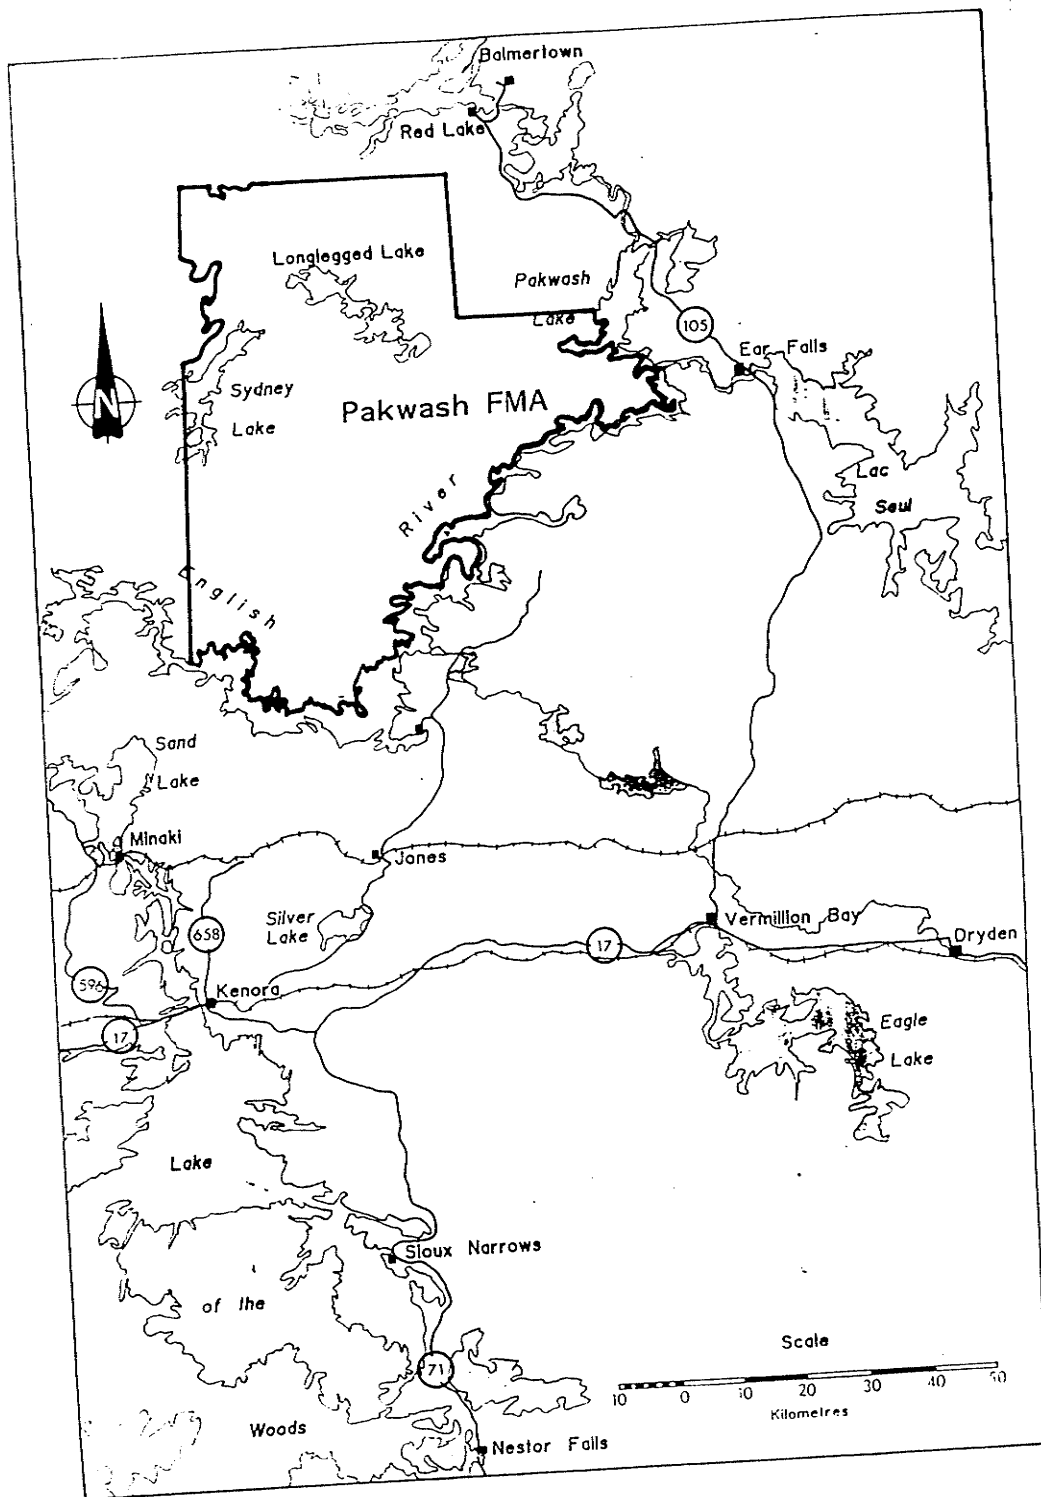 Balmertown
Red Lake
Longlegged Lake
Pakwash
Lake
105
Ear Falls
Sydney
Lake
N
Pakwash FMA
Lac
Seul
River
English
Sand
Lake
Minaki
Jones
Silver
Lake
658
Vermilion Bay
17
Dryden
596
Kenora
17
Eagle
Lake
Lake
Sioux Narrows
of the
Scale
71
10 0 10 20 30 40 50
Kilometres
Woods
Nestor Falls